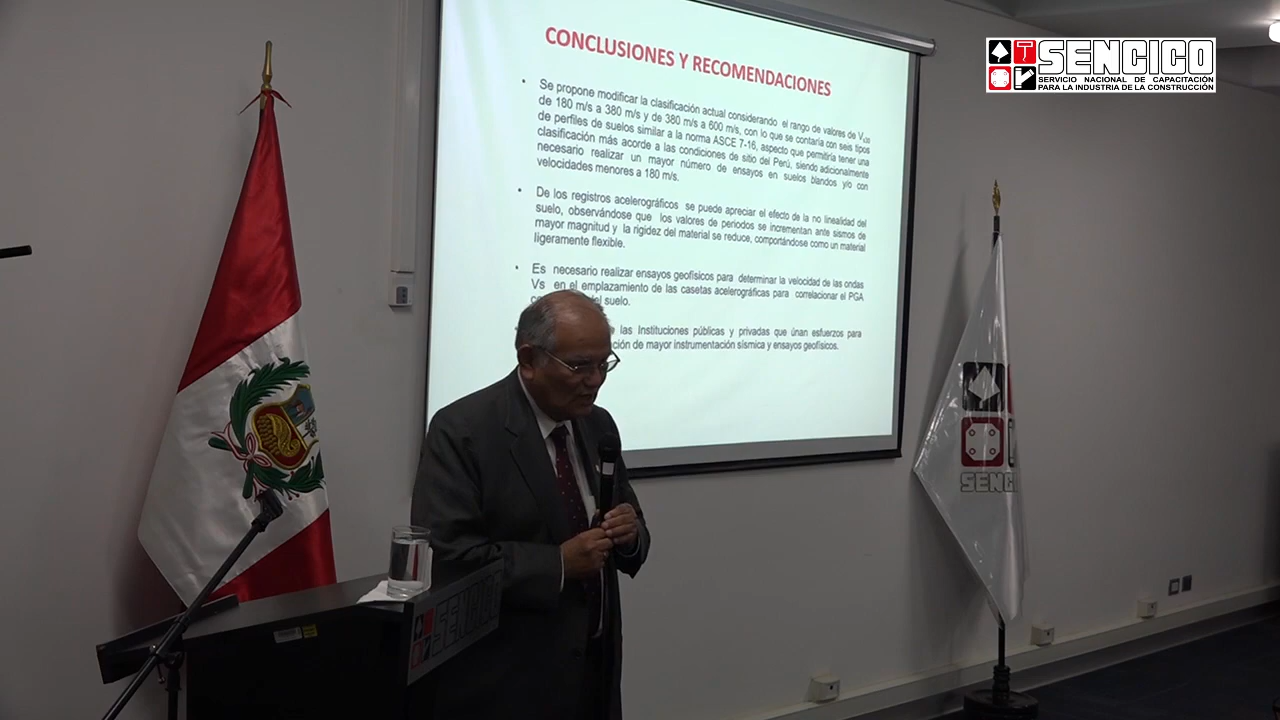 CONCLUSIONES Y RECOMENDACIONES
• Se propone modificar la clasificación actual considerando el rango de valores de Vs30
de 180 m/s a 380 m/s y de 380 m/s a 600 m/s, con lo que se contaría con seis tipos
de perfiles de suelos similar a la norma ASCE 7-16, aspecto que permitiría tener una
clasificación más acorde a las condiciones de sitio del Perú, siendo adicionalmente
necesario realizar un mayor número de ensayos en suelos blandos y/o con
velocidades menores a 180 m/s.
• De los registros acelerográficos se puede apreciar el efecto de la no linealidad del
suelo, observándose que los valores de periodos se incrementan ante sismos de
mayor magnitud y la rigidez del material se reduce, comportándose como un material
lígeramente flexible.
• Es necesario realizar ensayos geofísicos para determinar la velocidad de las ondas
Vs en el emplazamiento de las casetas acelerográficas para correlacionar el PGA
del suelo.
las Instituciones públicas y privadas que únan esfuerzos para
de mayor instrumentación sísmica y ensayos geofísicos.
SENCICO
SERVICIO NACIONAL DE CAPACITACIÓN
PARA LA INDUSTRIA DE LA CONSTRUCCIÓN
SENCICO
SENCIC